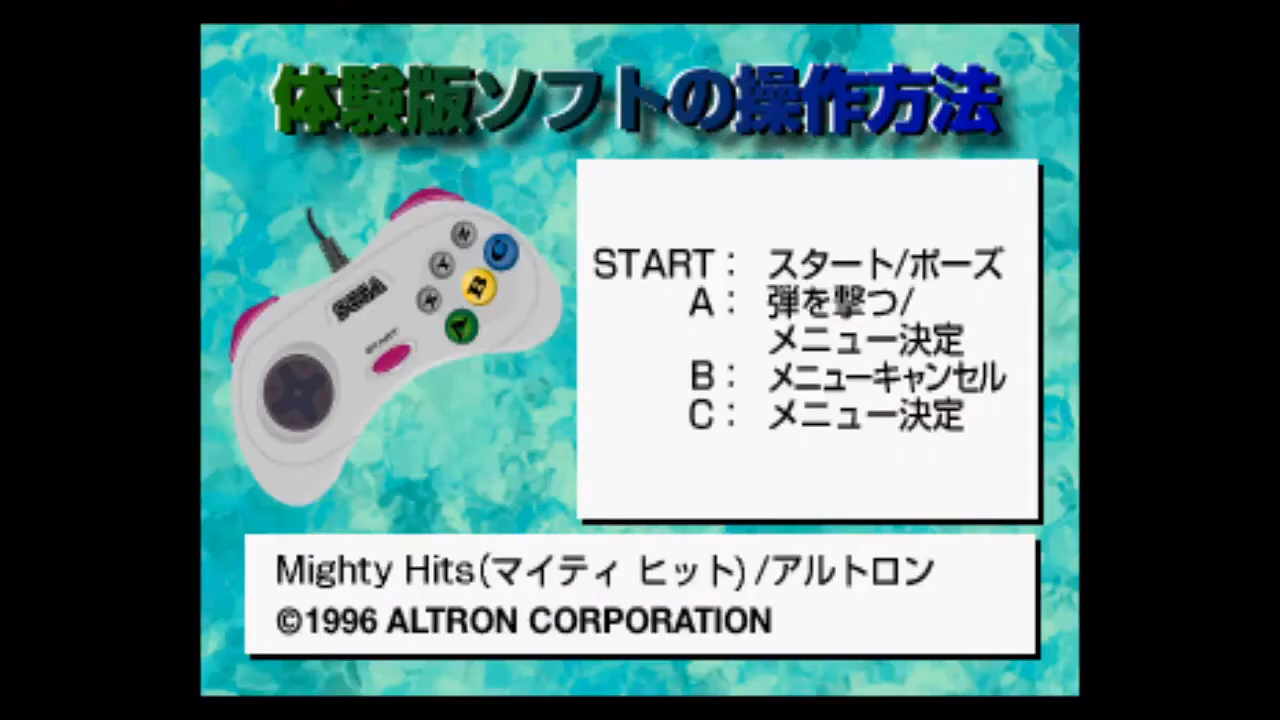 体験版ソフトの操作方法
SEGA
START
X
Y
Z
A
B
C
START： スタート/ポーズ
A： 弾を撃つ/
メニュー決定
B： メニューキャンセル
C： メニュー決定
Mighty Hits(マイティ ヒット)/アルトロン
©1996 ALTRON CORPORATION